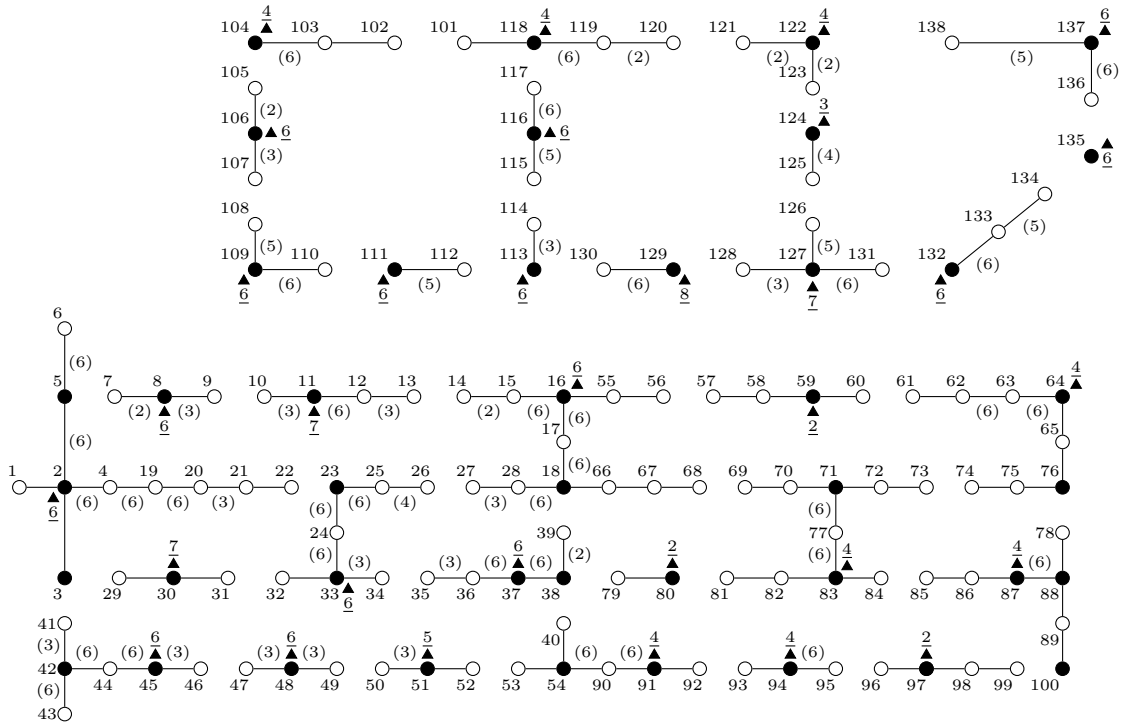 104 4 103 102 101 118 4 119 120 121 122 4 138 137 6
(6) (6) (2) (2) (2) (5) (6)
105 117 123 136
(2) (6)
106 6 116 6 124 3 135 6
107 (3) 115 (5) 125 (4)
134
108 114 126 133 (5)
(5) (3) (5)
109 110 111 112 113 130 129 128 127 131 132
6 (6) 6 (5) 6 (6) 8 (3) 7 (6) 6 (6)
6
(6)
5 7 8 9 10 11 12 13 14 15 16 6 55 56 57 58 59 60 61 62 63 64 4
(2) 6 (3) (3) 7 (6) (3) (2) (6) (6) 2 (6) (6)
(6) 17 65
(6)
1 2 4 19 20 21 22 23 25 26 27 28 18 66 67 68 69 70 71 72 73 74 75 76
6 (6) (6) (6) (3) (6) (6) (4) (3) (6) (6)
24 39 77 78
7 (6) (3) (3) (6) 6 (6) (2) 2 (6) 4 4 (6)
3 29 30 31 32 33 6 34 35 36 37 38 79 80 81 82 83 84 85 86 87 88
41 40 89
(3) 6 6 5 4 4 2
42 (6) (6) (3) (3) (3) (3) (6) (6) (6)
(6) 44 45 46 47 48 49 50 51 52 53 54 90 91 92 93 94 95 96 97 98 99 100
43